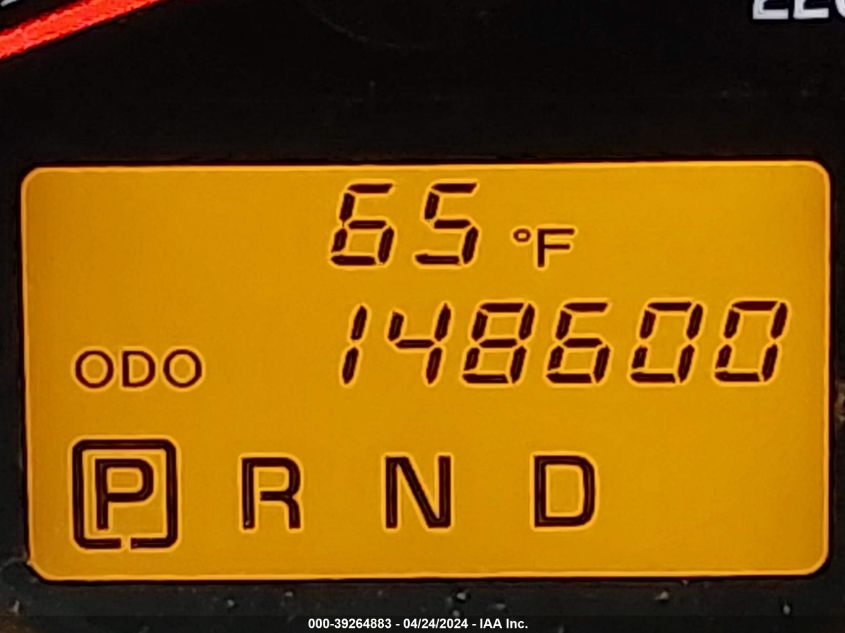 65 °F
ODO 148600
P R N D
000-39264883 - 04/24/2024 - IAA Inc.